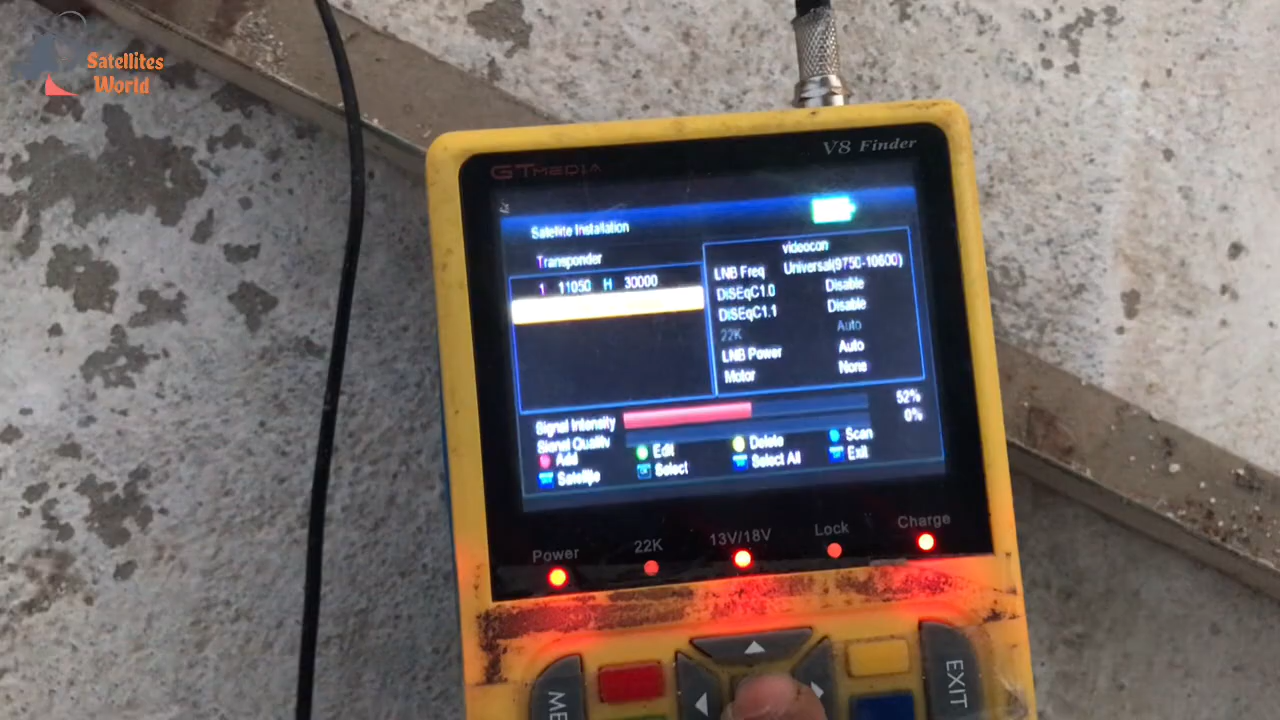 Satellites
World
V8 Finder
GTMEDIA
Satellite Installation
Transponder
1 11050 H 30000
videocon
LNB Freq Universal(9750-10600)
DiSEqC1.0 Disable
DiSEqC1.1 Disable
22K Auto
LNB Power Auto
Motor None
Signal Intensity 52%
Signal Quality 0%
Add Edit Delete Scan
Satellite Select Select All Exit
Power 22K 13V/18V Lock Charge
ME
EXIT